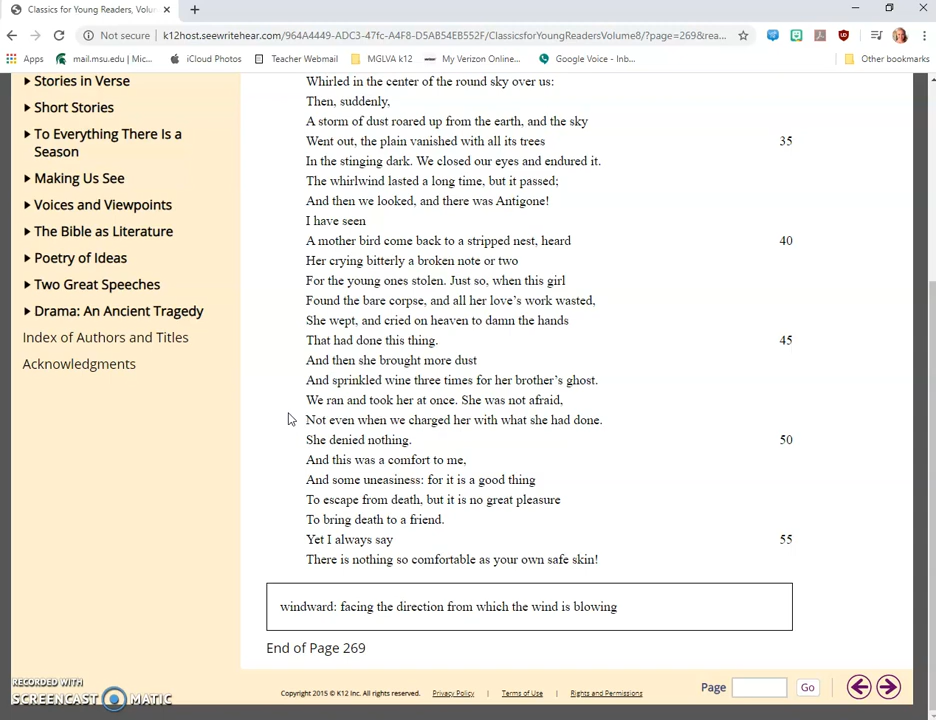 Classics for Young Readers, Volum
Not secure | k12host.seewritehear.com/964A4449-ADC3-47fc-A4F8-D5AB54EB552F/ClassicsforYoungReadersVolume8/?page=269&rea...
Apps mail.msu.edu | Mic... iCloud Photos Teacher Webmail MGLVA k12 My Verizon Online... Google Voice - Inb... Other bookmarks
Stories in Verse
Short Stories
To Everything There Is a
Season
Making Us See
Voices and Viewpoints
The Bible as Literature
Poetry of Ideas
Two Great Speeches
Drama: An Ancient Tragedy
Index of Authors and Titles
Acknowledgments
Whirled in the center of the round sky over us:
Then, suddenly,
A storm of dust roared up from the earth, and the sky
Went out, the plain vanished with all its trees 35
In the stinging dark. We closed our eyes and endured it.
The whirlwind lasted a long time, but it passed;
And then we looked, and there was Antigone!
I have seen
A mother bird come back to a stripped nest, heard 40
Her crying bitterly a broken note or two
For the young ones stolen. Just so, when this girl
Found the bare corpse, and all her love’s work wasted,
She wept, and cried on heaven to damn the hands
That had done this thing. 45
And then she brought more dust
And sprinkled wine three times for her brother’s ghost.
We ran and took her at once. She was not afraid,
Not even when we charged her with what she had done.
She denied nothing. 50
And this was a comfort to me,
And some uneasiness: for it is a good thing
To escape from death, but it is no great pleasure
To bring death to a friend.
Yet I always say 55
There is nothing so comfortable as your own safe skin!
windward: facing the direction from which the wind is blowing
End of Page 269
RECORDED WITH
SCREENCAST MATIC
Copyright 2015 © K12 Inc. All rights reserved. Privacy Policy | Terms of Use | Rights and Permissions
Page Go